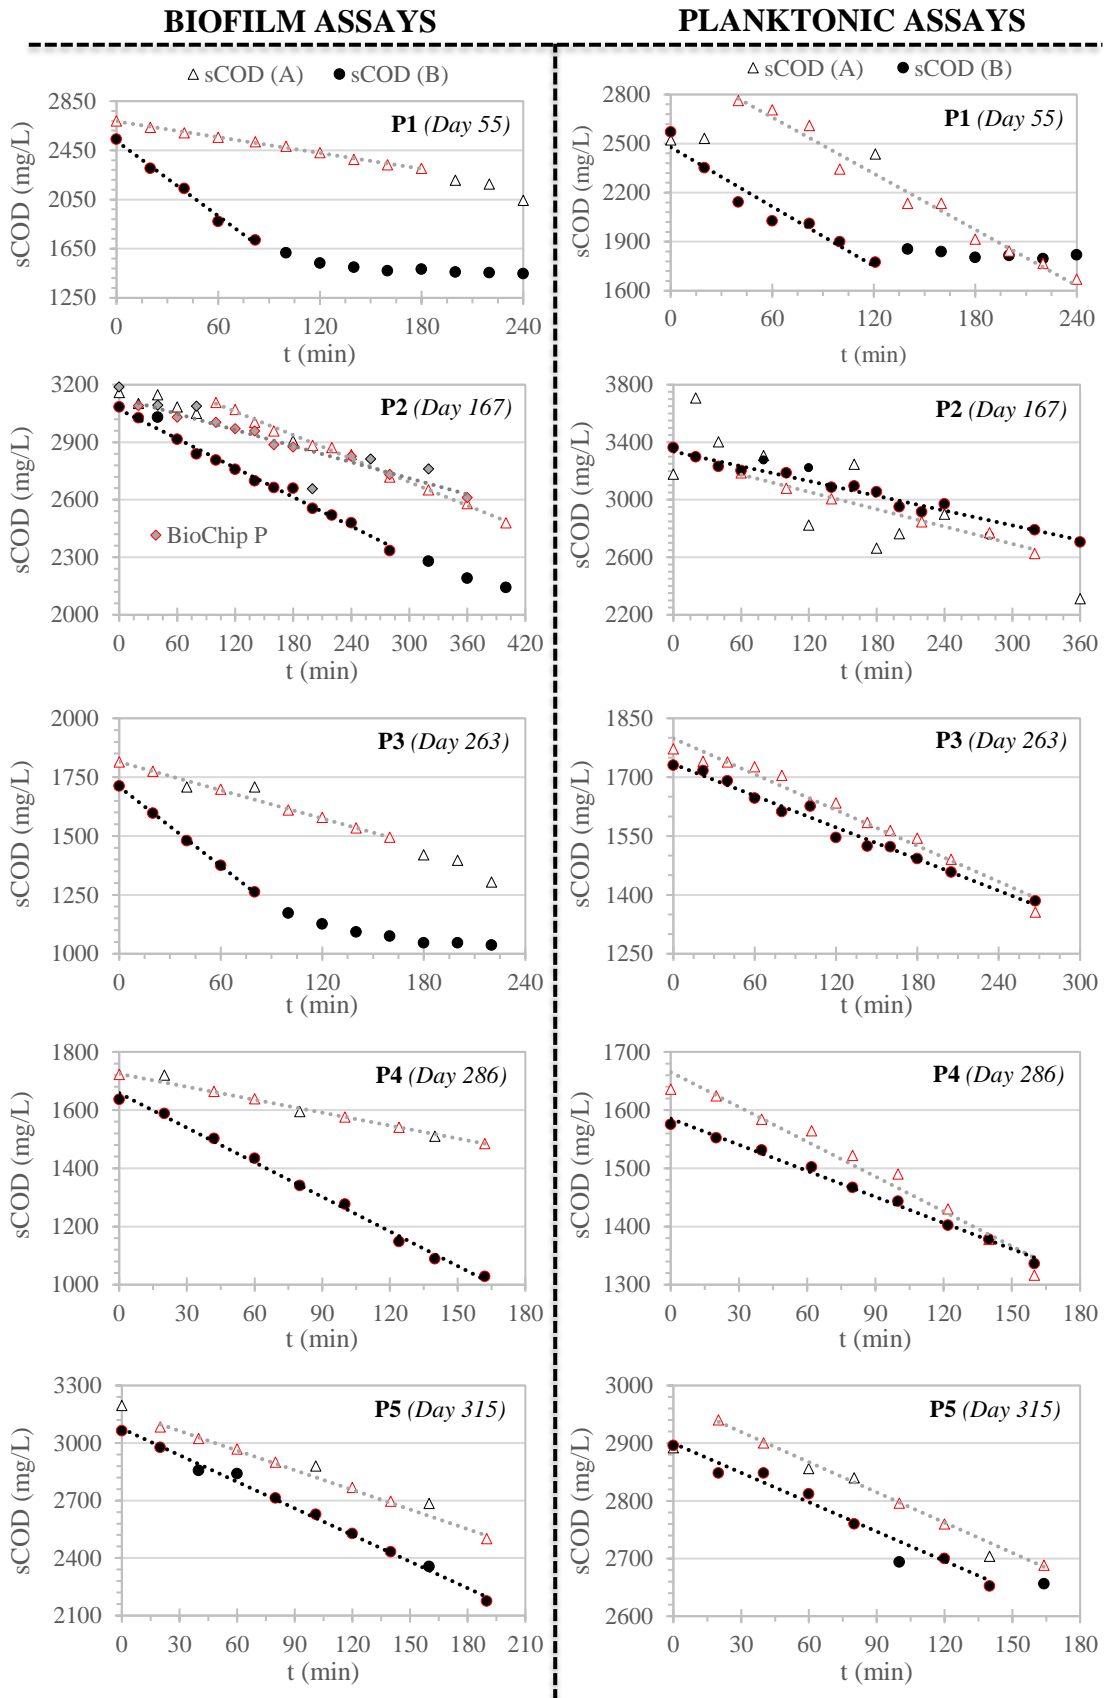 BIOFILM ASSAYS
PLANKTONIC ASSAYS
sCOD (A) sCOD (B)
P1 (Day 55)
sCOD (mg/L)
2850
2450
2050
1650
1250
0 60 120 180 240
t (min)
sCOD (A) sCOD (B)
P1 (Day 55)
sCOD (mg/L)
2800
2500
2200
1900
1600
0 60 120 180 240
t (min)
P2 (Day 167)
sCOD (mg/L)
3200
2900
2600
2300
2000
BioChip P
0 60 120 180 240 300 360 420
t (min)
P2 (Day 167)
sCOD (mg/L)
3800
3400
3000
2600
2200
0 60 120 180 240 300 360
t (min)
P3 (Day 263)
sCOD (mg/L)
2000
1750
1500
1250
1000
0 60 120 180 240
t (min)
P3 (Day 263)
sCOD (mg/L)
1850
1700
1550
1400
1250
0 60 120 180 240 300
t (min)
P4 (Day 286)
sCOD (mg/L)
1800
1600
1400
1200
1000
0 30 60 90 120 150 180
t (min)
P4 (Day 286)
sCOD (mg/L)
1700
1600
1500
1400
1300
0 30 60 90 120 150 180
t (min)
P5 (Day 315)
sCOD (mg/L)
3300
3000
2700
2400
2100
0 30 60 90 120 150 180 210
t (min)
P5 (Day 315)
sCOD (mg/L)
3000
2900
2800
2700
2600
0 30 60 90 120 150 180
t (min)